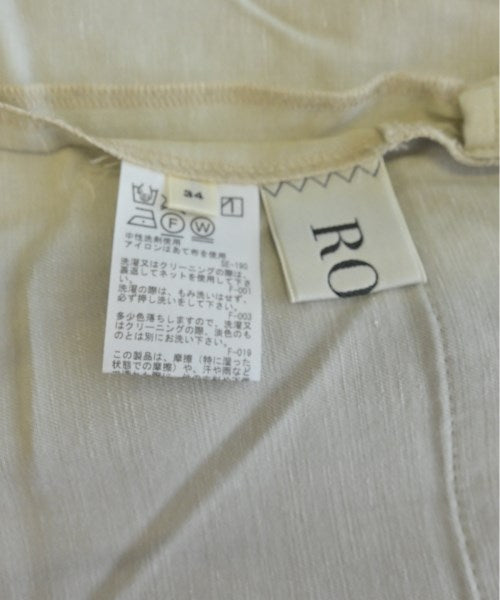 34
F
W
中性洗剤使用
アイロンはあて布を使用
SE-190
洗濯又はクリーニングの際は、
裏返してネットを使用して下さ
い。
F-001
洗濯の際は、もみ洗いはせず、
必ず押し洗いをして下さい。
F-003
多少色落ちしますので、洗濯又
はクリーニングの際、淡色のも
のとは別にお洗い下さい。
F-019
この製品は、摩擦(特に湿った
状態での摩擦)や、汗や雨など
RO